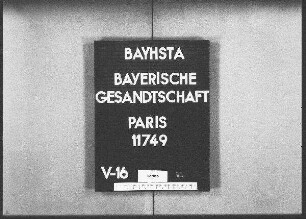 BAYHSTA
BAYERISCHE
GESANDTSCHAFT
PARIS
11749
V-16